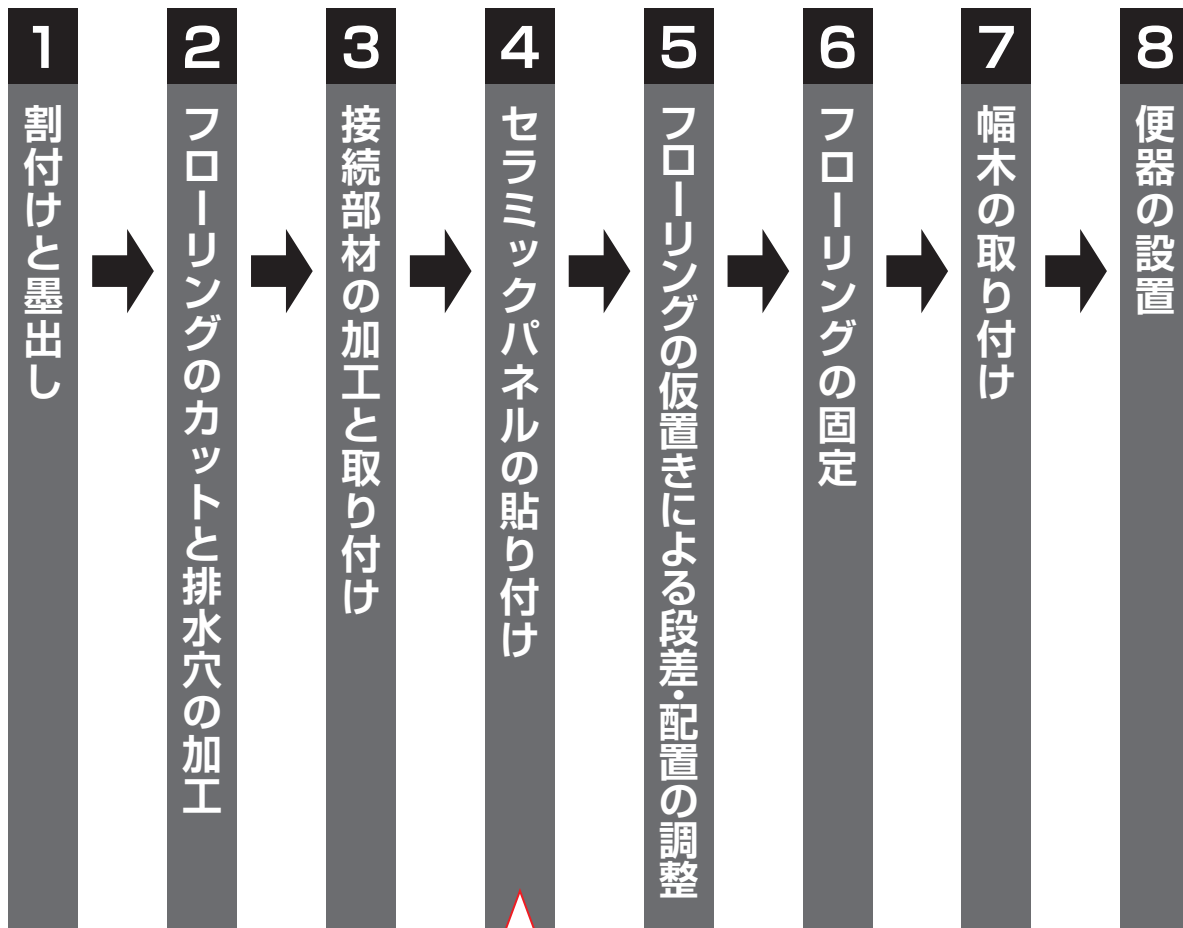 1
割付けと墨出し
2
フローリングのカットと排水穴の加工
3
接続部材の加工と取り付け
4
セラミックパネルの貼り付け
5
フローリングの仮置きによる段差・配置の調整
6
フローリングの固定
7
幅木の取り付け
8
便器の設置